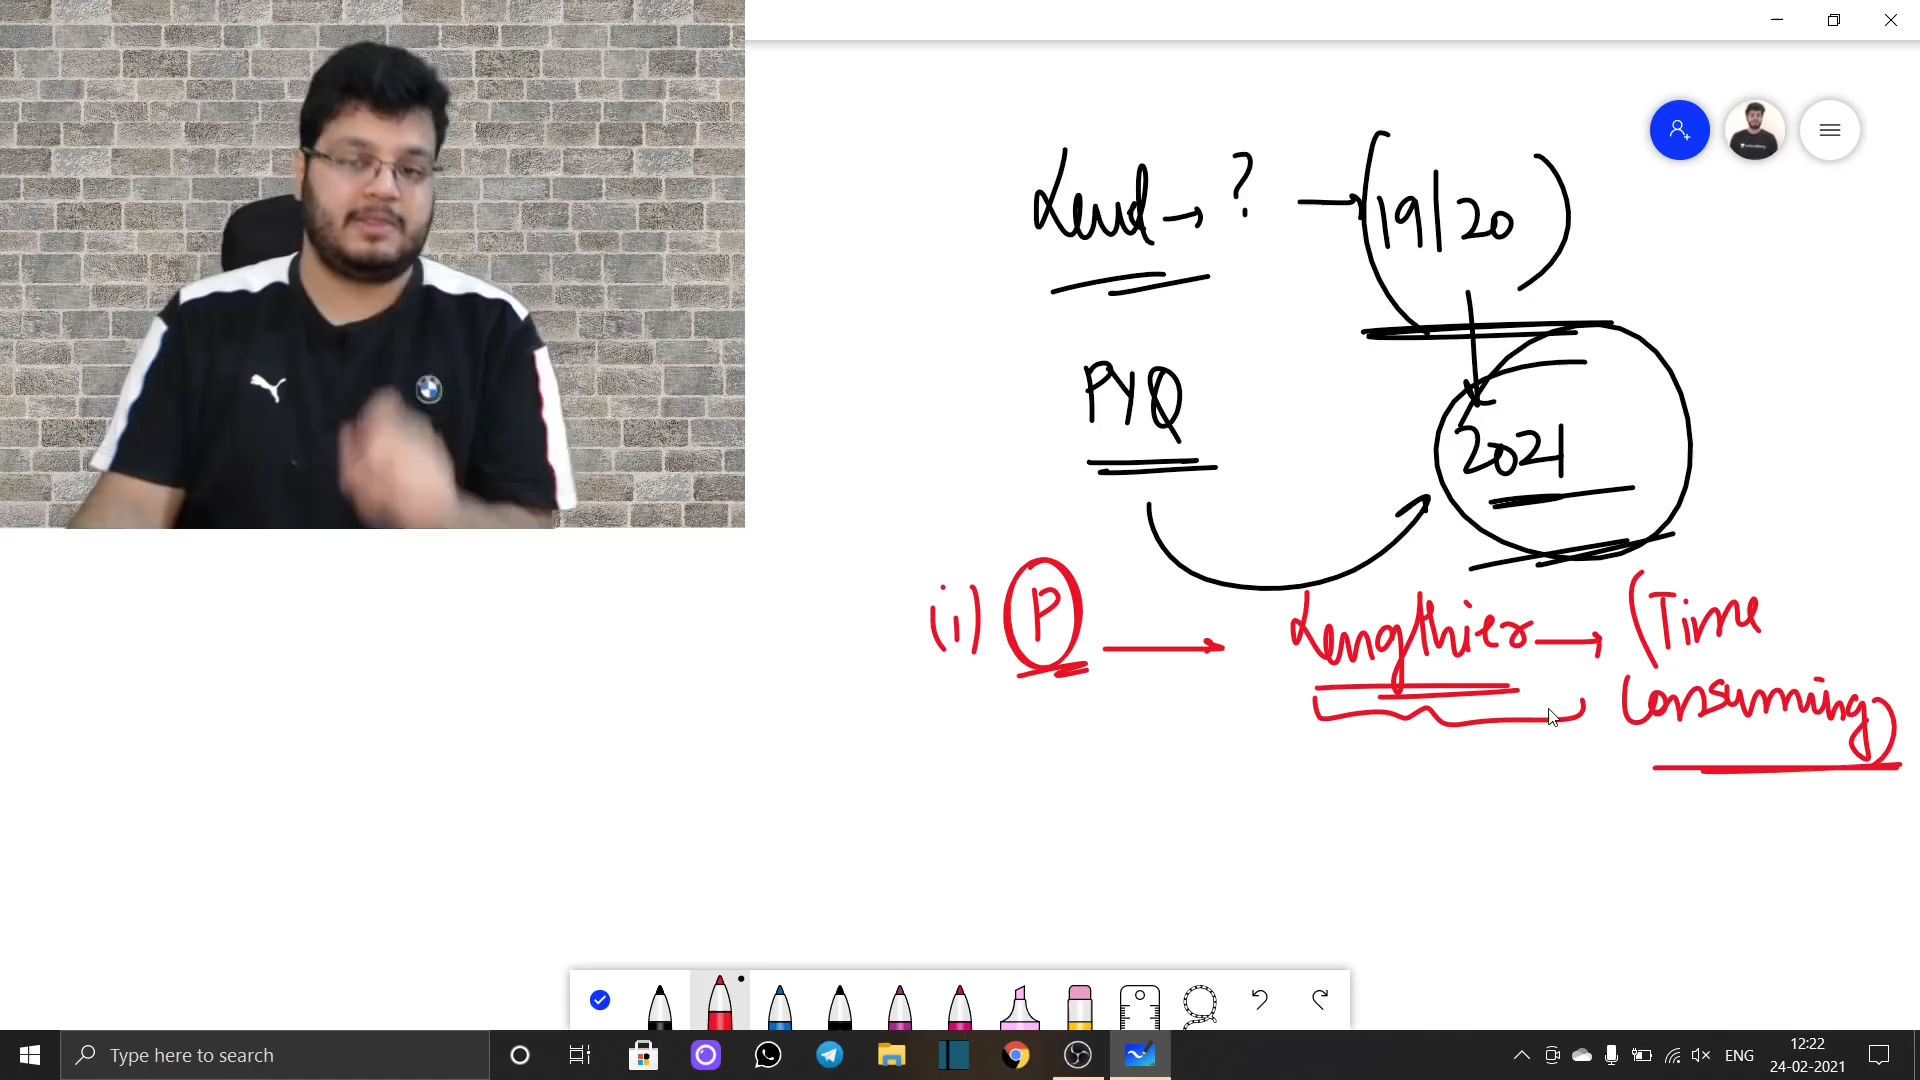 Level → ? → (19/20)
PYQ
2021
(i) P → Lengthier → (Time
Consuming)
Type here to search
ENG
12:22
24-02-2021